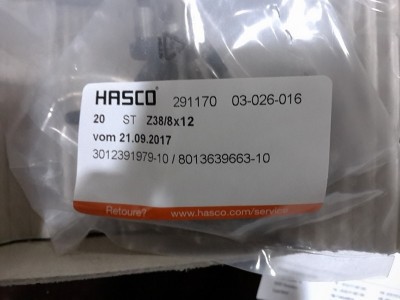 HASCO 291170 03-026-016
20 ST Z38/8x12
vom 21.09.2017
3012391979-10 / 8013639663-10
Retoure? www.hasco.com/service